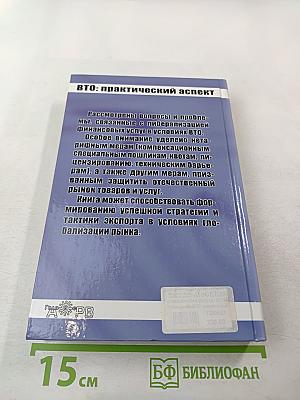 ВТО: практический аспект
Рассмотрены вопросы и пробле-
мы, связанные с либерализацией
финансовых услуг в условиях ВТО.
Особое внимание уделено нета-
рифным мерам (компенсационным,
специальным пошлинам, квотам, ли-
цензированию, техническим барье-
рам), а также другим мерам, приз-
ванным защитить отечественный
рынок товаров и услуг.
Книга может способствовать фор-
мированию успешной стратегии и
тактики экспорта в условиях гло-
бализации рынка.
15 см
БФ БИБЛИОФАН